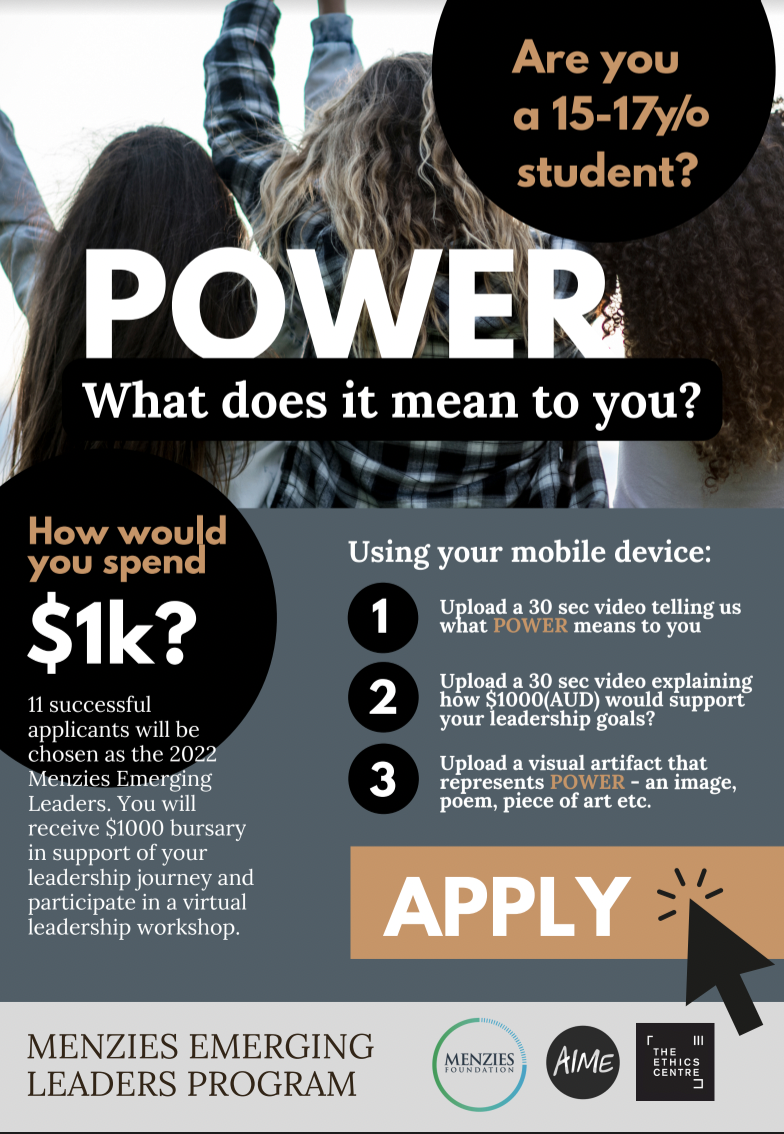 Are you
a 15-17y/o
student?
POWER
What does it mean to you?
How would
you spend
$1k?
11 successful
applicants will be
chosen as the 2022
Menzies Emerging
Leaders. You will
receive $1000 bursary
in support of your
leadership journey and
participate in a virtual
leadership workshop.
Using your mobile device:
1
Upload a 30 sec video telling us
what POWER means to you
2
Upload a 30 sec video explaining
how $1000(AUD) would support
your leadership goals?
3
Upload a visual artifact that
represents POWER - an image,
poem, piece of art etc.
APPLY
MENZIES EMERGING
LEADERS PROGRAM
MENZIES
FOUNDATION
AIME
THE
ETHICS
CENTRE